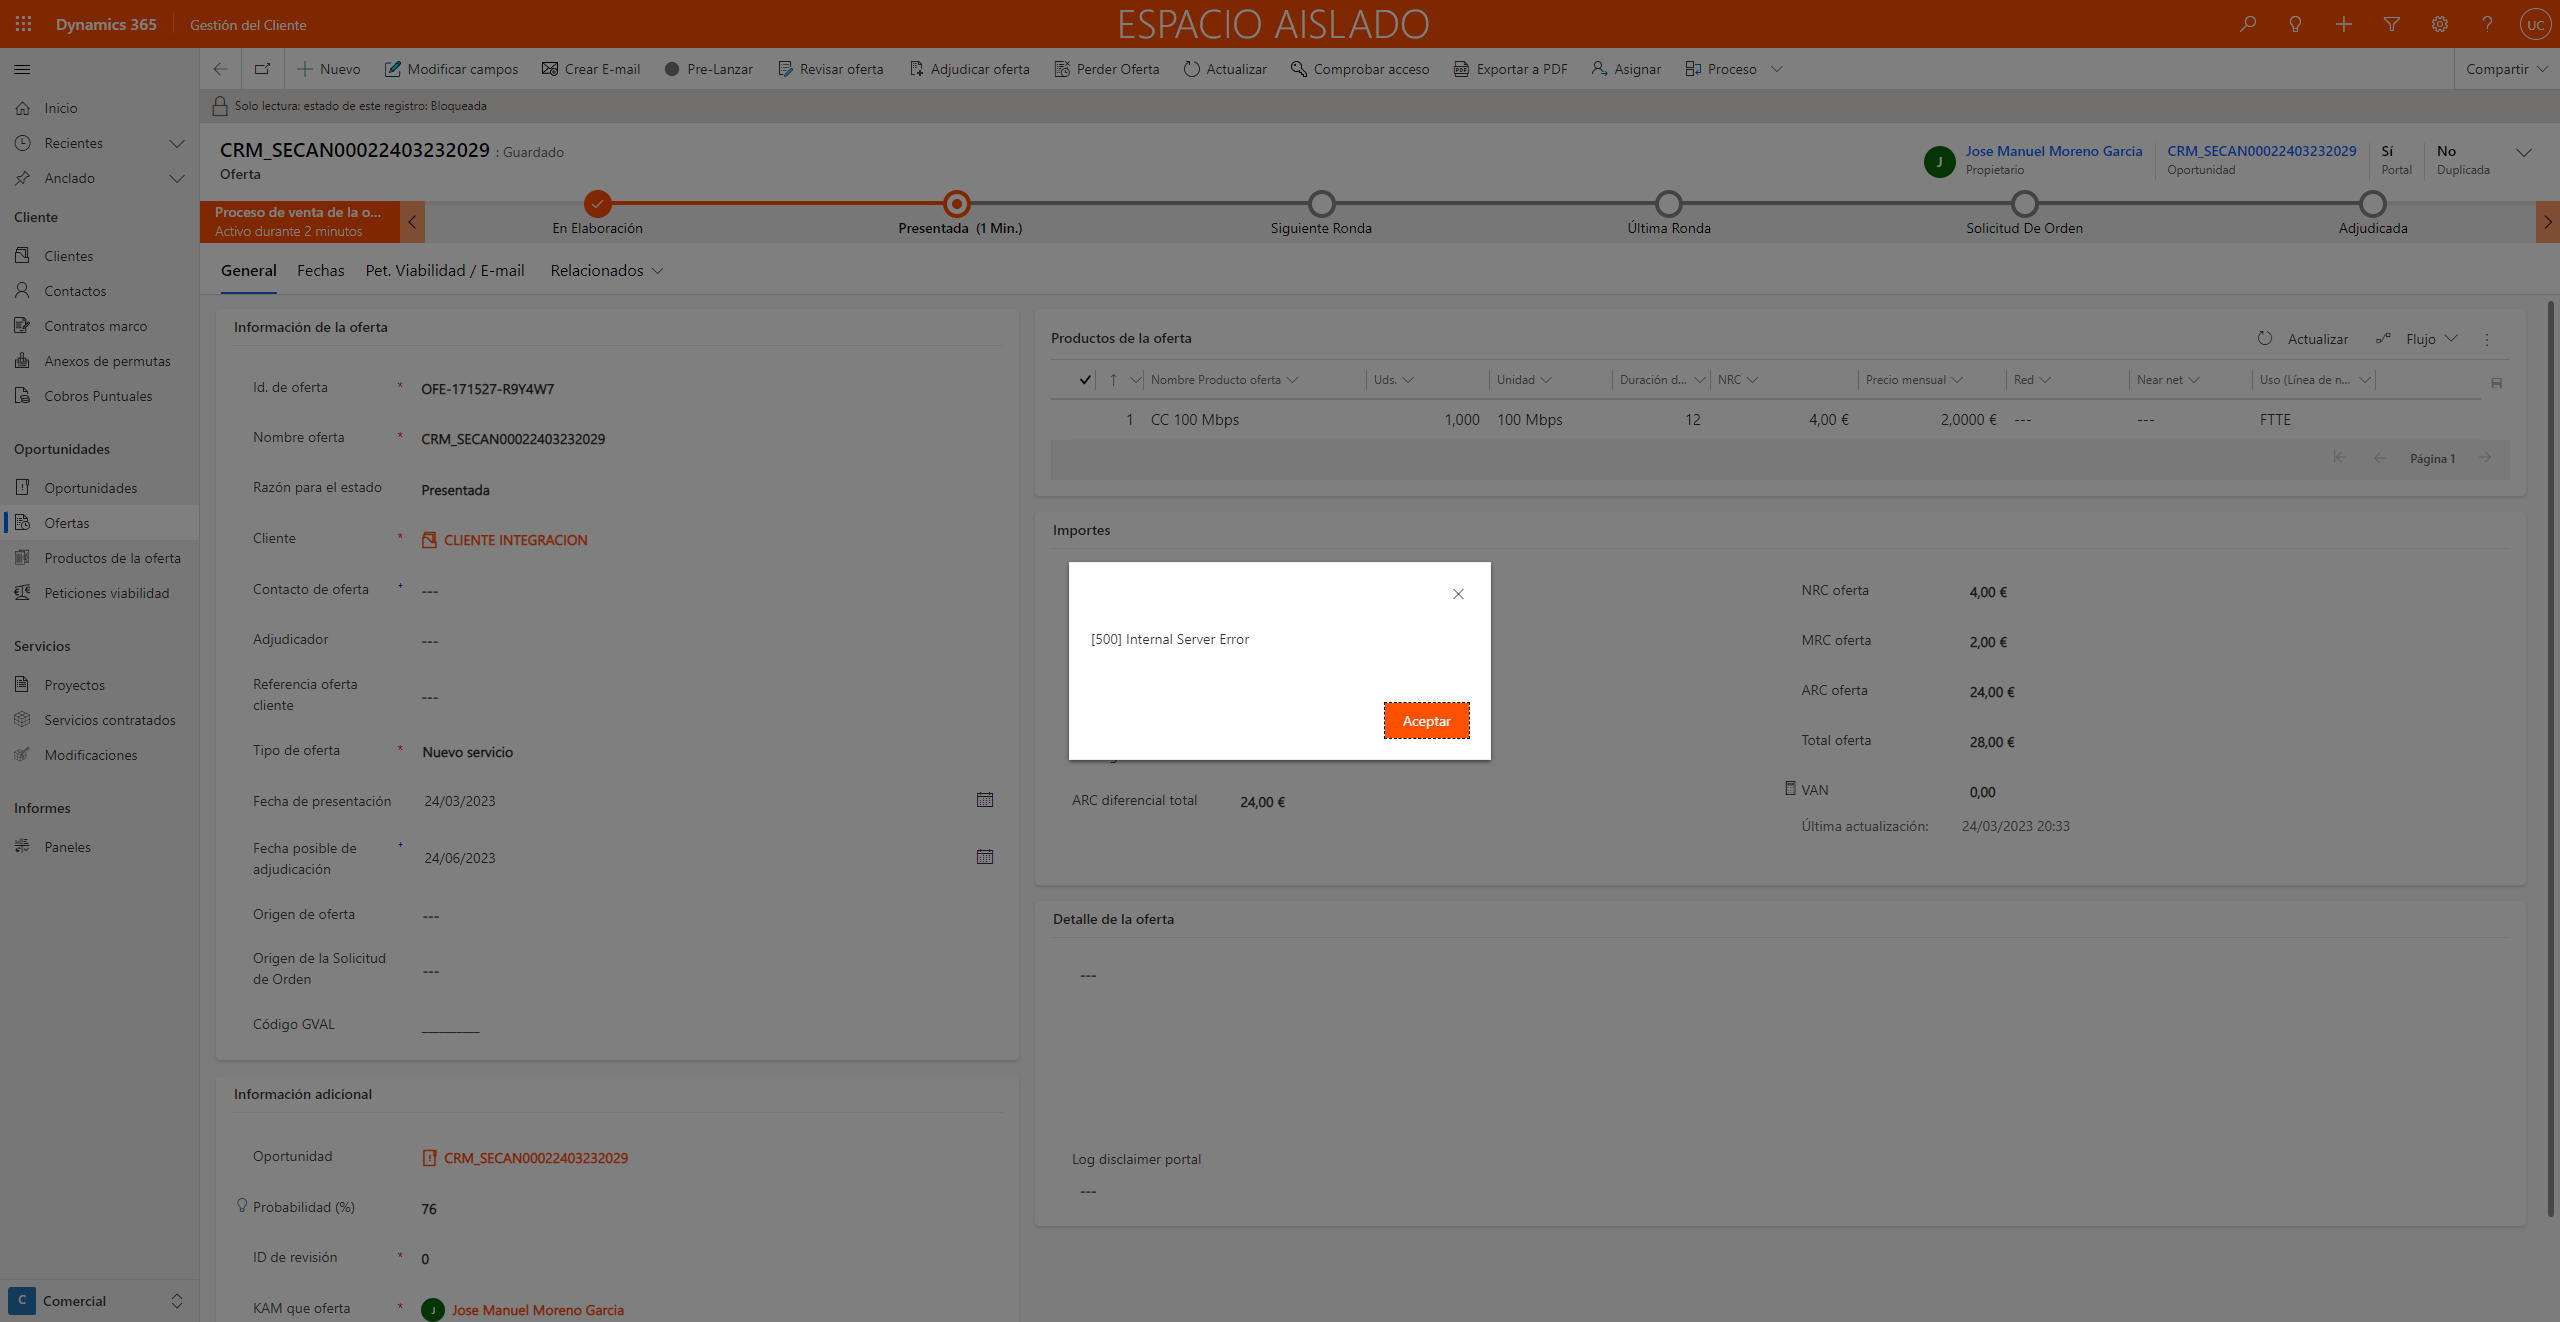 Dynamics 365
Gestión del Cliente
ESPACIO AISLADO
UC
Nuevo
Modificar campos
Crear E-mail
Pre-Lanzar
Revisar oferta
Adjudicar oferta
Perder Oferta
Actualizar
Comprobar acceso
Exportar a PDF
Asignar
Proceso
Compartir
Solo lectura: estado de este registro: Bloqueada
Inicio
Recientes
Anclado
Cliente
Clientes
Contactos
Contratos marco
Anexos de permutas
Cobros Puntuales
Oportunidades
Oportunidades
Ofertas
Productos de la oferta
Peticiones viabilidad
Servicios
Proyectos
Servicios contratados
Modificaciones
Informes
Paneles
C Comercial
CRM_SECAN00022403232029 : Guardado
Oferta
J
Jose Manuel Moreno Garcia
Propietario
CRM_SECAN00022403232029
Oportunidad
Sí
Portal
No
Duplicada
Proceso de venta de la o...
Activo durante 2 minutos
En Elaboración
Presentada (1 Min.)
Siguiente Ronda
Última Ronda
Solicitud De Orden
Adjudicada
General
Fechas
Pet. Viabilidad / E-mail
Relacionados
Información de la oferta
Id. de oferta * OFE-171527-R9Y4W7
Nombre oferta * CRM_SECAN00022403232029
Razón para el estado Presentada
Cliente * CLIENTE INTEGRACION
Contacto de oferta + ---
Adjudicador ---
Referencia oferta
cliente ---
Tipo de oferta * Nuevo servicio
Fecha de presentación 24/03/2023
Fecha posible de
adjudicación + 24/06/2023
Origen de oferta ---
Origen de la Solicitud
de Orden ---
Código GVAL __________
Información adicional
Oportunidad CRM_SECAN00022403232029
Probabilidad (%) 76
ID de revisión * 0
KAM que oferta * J Jose Manuel Moreno Garcia
Productos de la oferta
Actualizar
Flujo
Nombre Producto oferta
Uds.
Unidad
Duración d...
NRC
Precio mensual
Red
Near net
Uso (Línea de n...
1 CC 100 Mbps 1,000 100 Mbps 12 4,00 € 2,0000 € --- --- FTTE
Página 1
Importes
NRC oferta 4,00 €
MRC oferta 2,00 €
ARC oferta 24,00 €
Total oferta 28,00 €
ARC diferencial total 24,00 €
VAN 0,00
Última actualización: 24/03/2023 20:33
[500] Internal Server Error
Aceptar
Detalle de la oferta
---
Log disclaimer portal
---